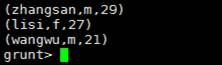 (zhangsan,m,29)
(lisi,f,27)
(wangwu,m,21)
grunt>